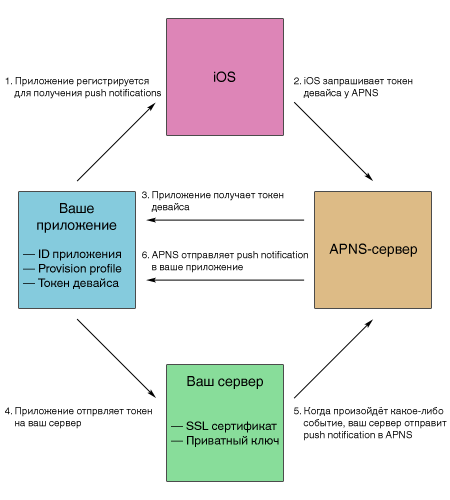 iOS
1. Приложение регистрируется
для получения push notifications
2. iOS запрашивает токен
девайса у APNS
Ваше
приложение
— ID приложения
— Provision profile
— Токен девайса
3. Приложение получает токен
девайса
6. APNS отправляет push notification
в ваше приложение
APNS-сервер
4. Приложение отпрвляет токен
на ваш сервер
Ваш сервер
— SSL сертификат
— Приватный ключ
5. Когда произойдёт какое-либо
событие, ваш сервер отправит
push notification в APNS